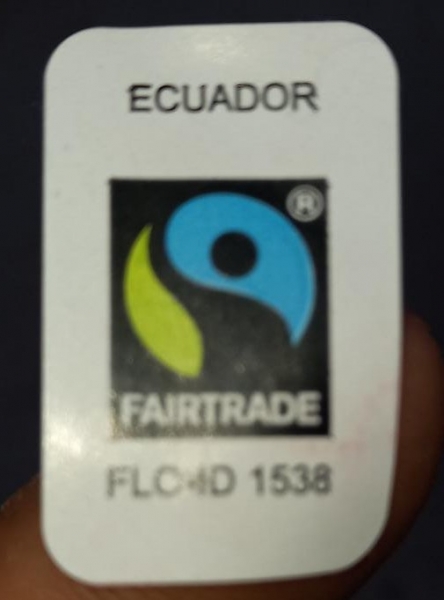 ECUADOR
®
FAIRTRADE
FLO-ID 1538